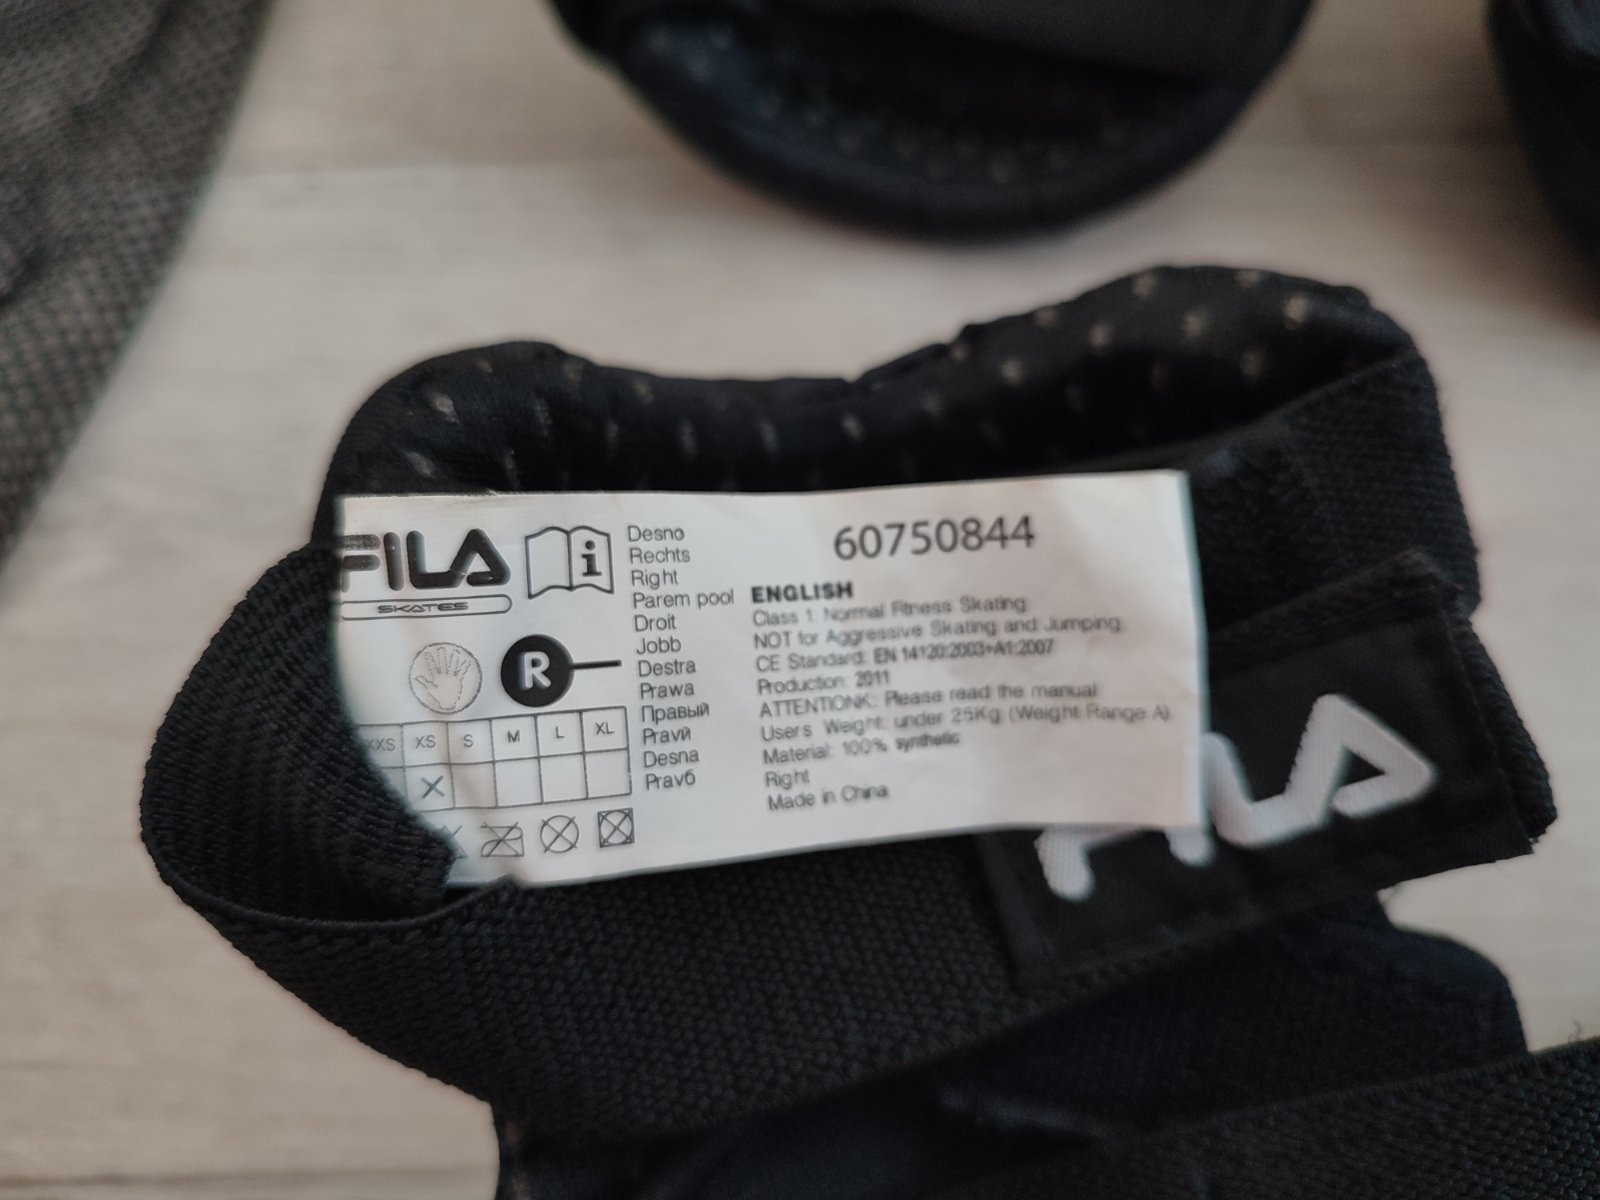 FILA
SKATES
i
R
Desno
Rechts
Right
Parem pool
Droit
Jobb
Destra
Prawa
Правый
Pravй
Desna
Pravб
XXS XS S M L XL
X
60750844
ENGLISH
Class 1: Normal Fitness Skating.
NOT for Aggressive Skating and Jumping.
CE Standard: EN 14120:2003+A1:2007
Production: 2011
ATTENTIONK: Please read the manual
Users Weight: under 25Kg (Weight Range A)
Material: 100% synthetic
Right
Made in China
FILA